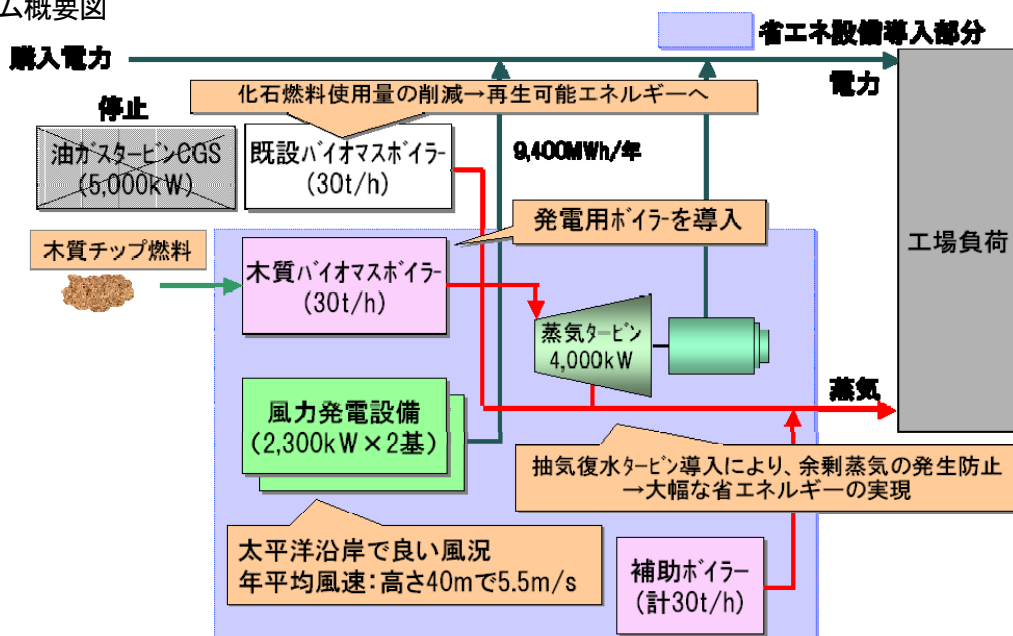 ム概要図
省エネ設備導入部分
購入電力
電力
化石燃料使用量の削減→再生可能エネルギーへ
停止
油ガスタービンCGS
(5,000kW)
既設バイオマスボイラー
(30t/h)
9,400MWh/年
発電用ボイラーを導入
工場負荷
木質チップ燃料
木質バイオマスボイラー
(30t/h)
蒸気タービン
4,000kW
蒸気
風力発電設備
(2,300kW×2基)
抽気復水タービン導入により、余剰蒸気の発生防止
→大幅な省エネルギーの実現
太平洋沿岸で良い風況
年平均風速:高さ40mで5.5m/s
補助ボイラー
(計30t/h)